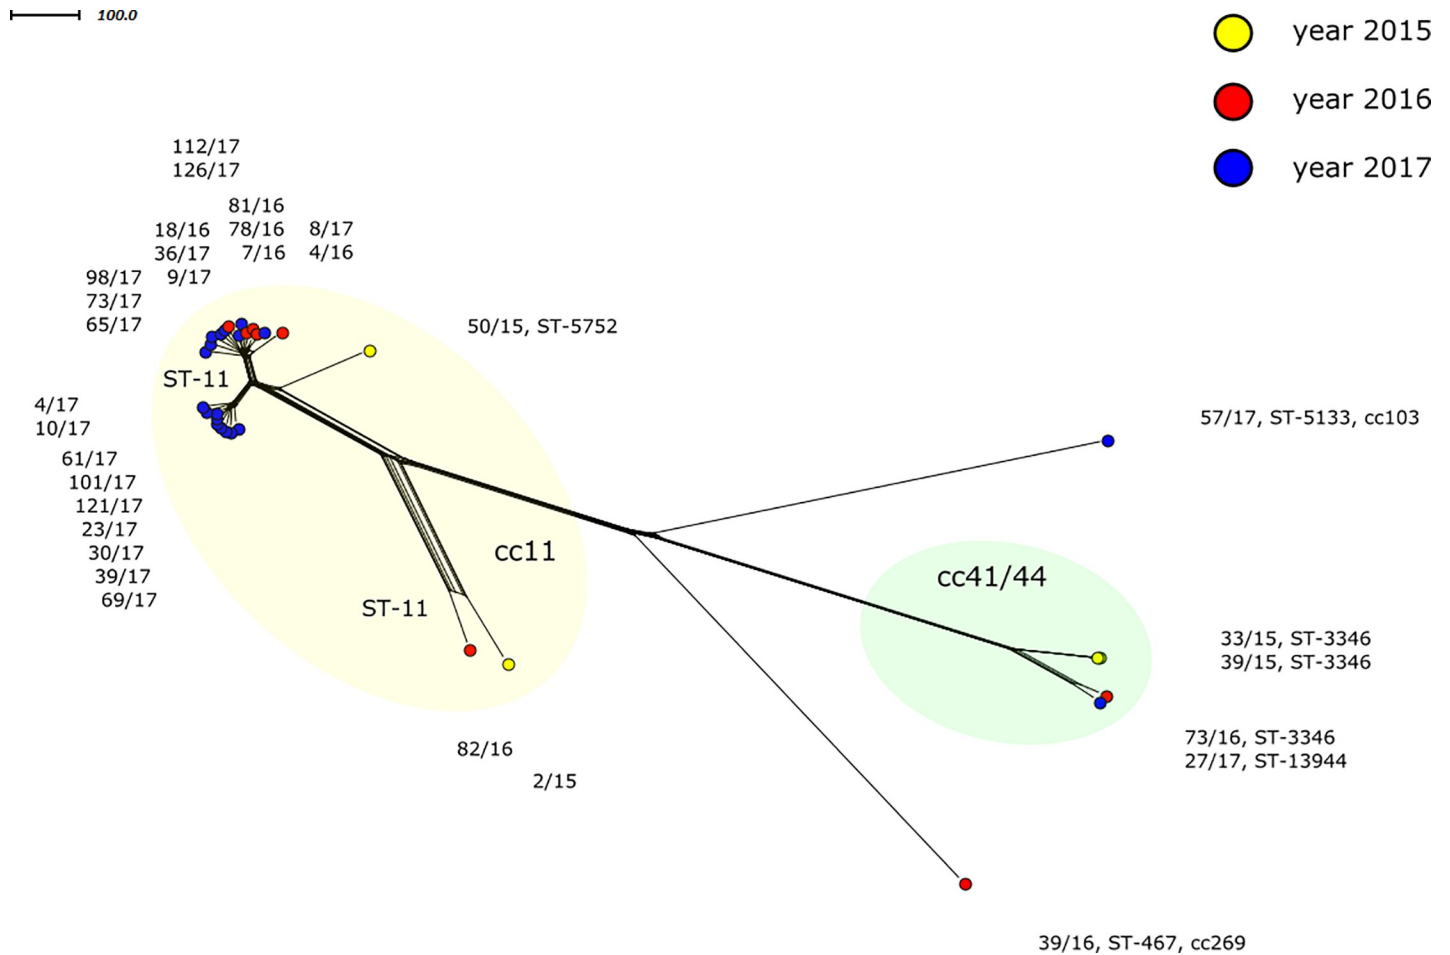 100.0
year 2015
year 2016
year 2017
112/17
126/17
81/16
18/16 78/16 8/17
36/17 7/16 4/16
98/17 9/17
73/17
65/17
50/15, ST-5752
ST-11
4/17
10/17
57/17, ST-5133, cc103
61/17
101/17
121/17
23/17
30/17
39/17
69/17
cc11
cc41/44
ST-11
33/15, ST-3346
39/15, ST-3346
73/16, ST-3346
27/17, ST-13944
82/16
2/15
39/16, ST-467, cc269